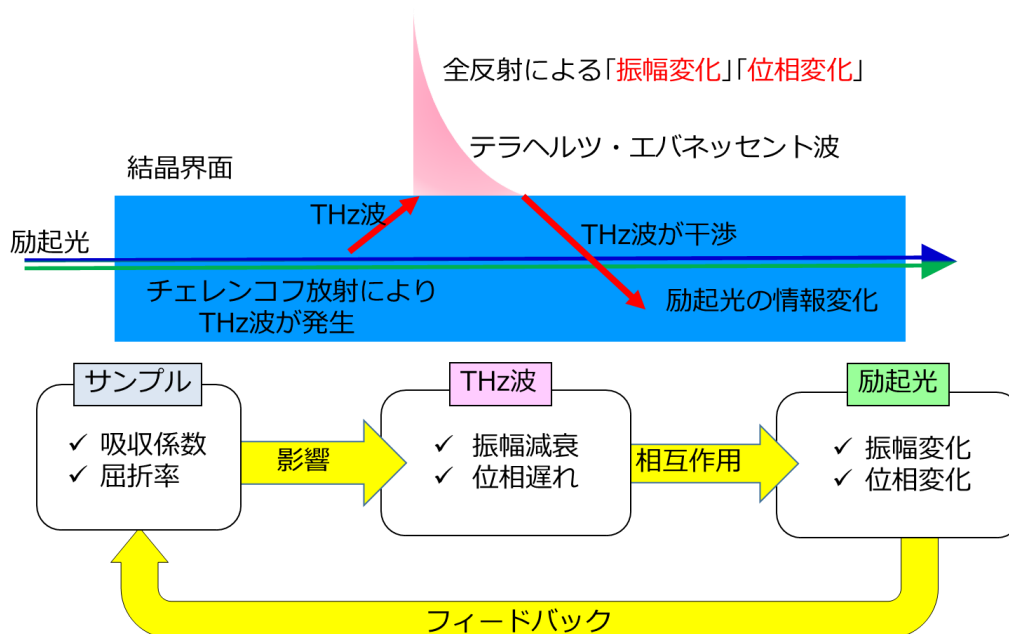 全反射による「振幅変化」「位相変化」
テラヘルツ・エバネッセント波
結晶界面
THz波
励起光
THz波が干渉
チェレンコフ放射により
THz波が発生
励起光の情報変化
サンプル
✓ 吸収係数
✓ 屈折率
影響
THz波
✓ 振幅減衰
✓ 位相遅れ
相互作用
励起光
✓ 振幅変化
✓ 位相変化
フィードバック